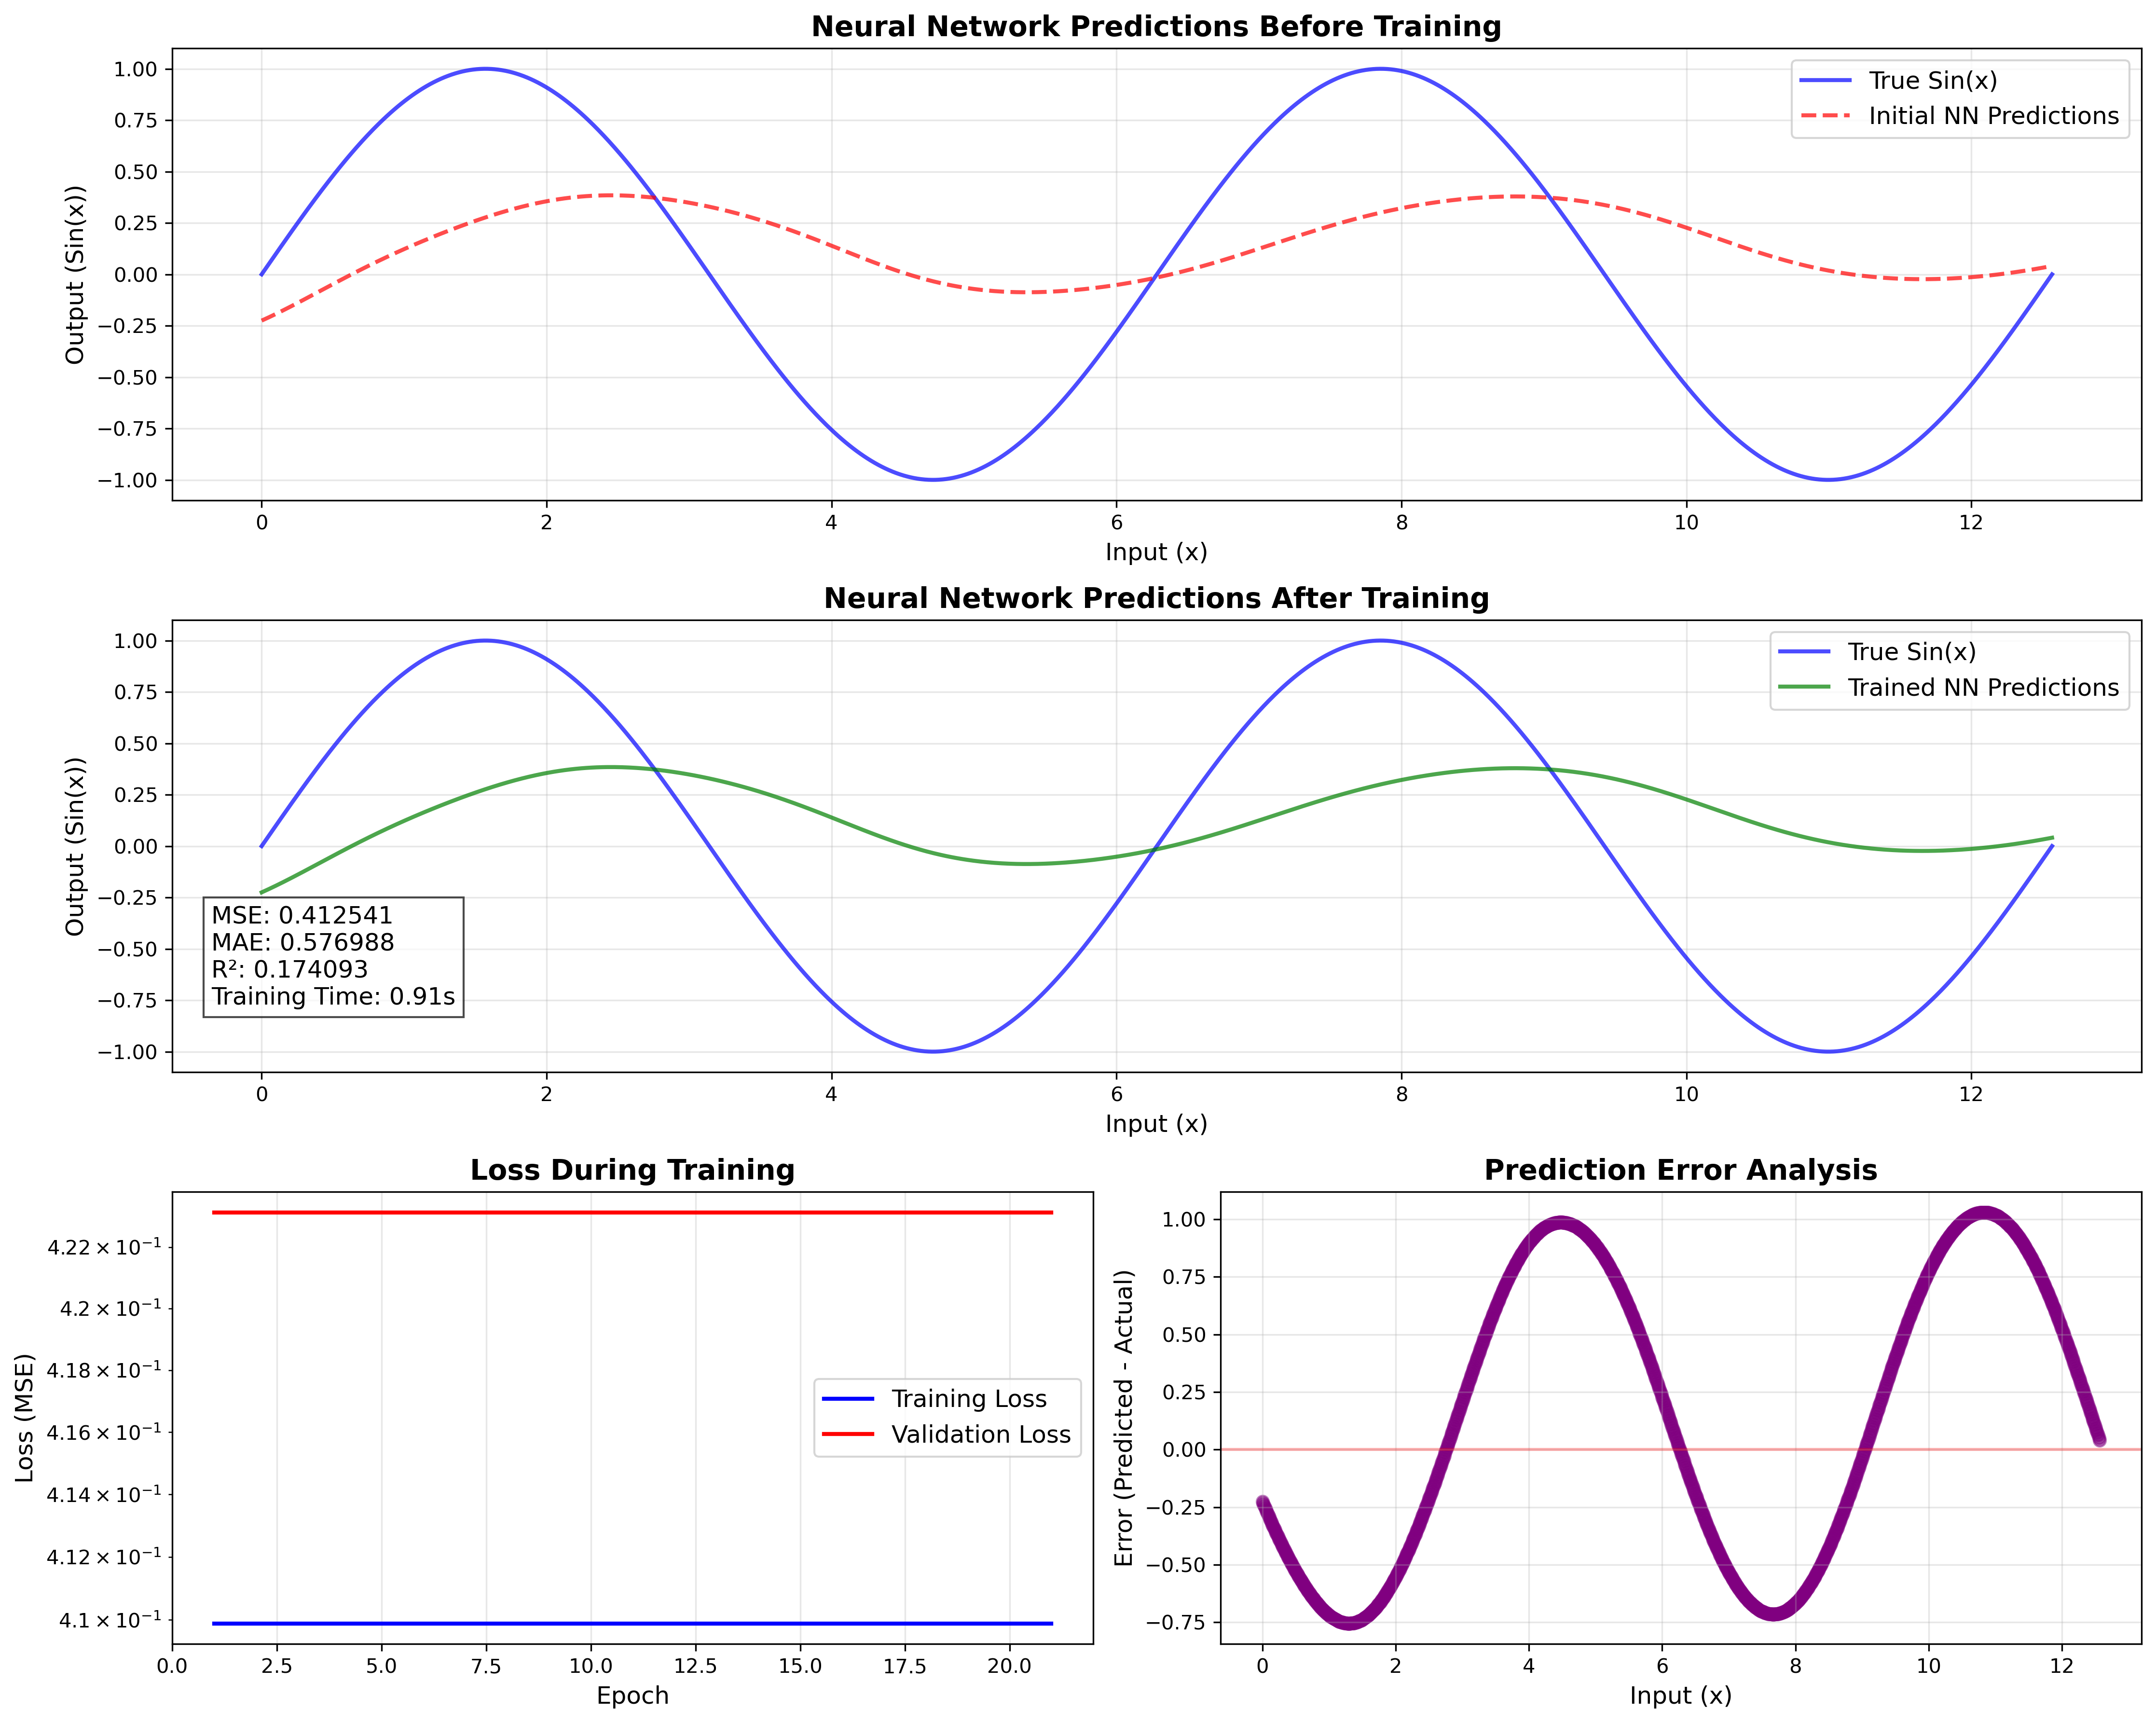 Neural Network Predictions Before Training
Output (Sin(x))
1.00
0.75
0.50
0.25
0.00
−0.25
−0.50
−0.75
−1.00
True Sin(x)
Initial NN Predictions
0 2 4 6 8 10 12
Input (x)
Neural Network Predictions After Training
Output (Sin(x))
1.00
0.75
0.50
0.25
0.00
−0.25
−0.50
−0.75
−1.00
True Sin(x)
Trained NN Predictions
MSE: 0.412541
MAE: 0.576988
R²: 0.174093
Training Time: 0.91s
0 2 4 6 8 10 12
Input (x)
Loss During Training
Loss (MSE)
4.22 × 10⁻¹
4.2 × 10⁻¹
4.18 × 10⁻¹
4.16 × 10⁻¹
4.14 × 10⁻¹
4.12 × 10⁻¹
4.1 × 10⁻¹
Training Loss
Validation Loss
0.0 2.5 5.0 7.5 10.0 12.5 15.0 17.5 20.0
Epoch
Prediction Error Analysis
Error (Predicted - Actual)
1.00
0.75
0.50
0.25
0.00
−0.25
−0.50
−0.75
0 2 4 6 8 10 12
Input (x)